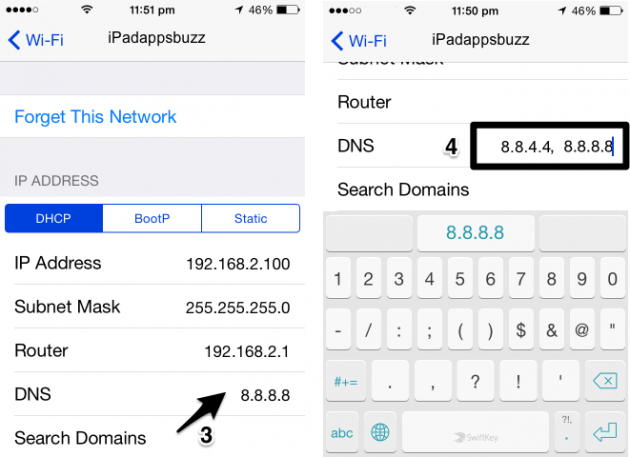 11:51 pm 46%
Wi-Fi iPadappsbuzz
Forget This Network
IP ADDRESS
DHCP BootP Static
IP Address 192.168.2.100
Subnet Mask 255.255.255.0
Router 192.168.2.1
DNS 8.8.8.8
3
Search Domains
11:50 pm 46%
Wi-Fi iPadappsbuzz
Subnet Mask
Router
DNS 4 8.8.4.4, 8.8.8.8
Search Domains
8.8.8.8
1 2 3 4 5 6 7 8 9 0
- / : ; ( ) $ & @ "
#+= . , ? ! '
abc SwiftKey ?!, .